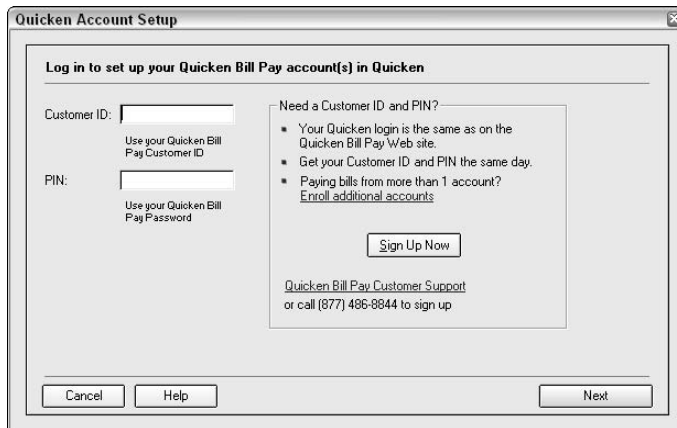 Quicken Account Setup
Log in to set up your Quicken Bill Pay account(s) in Quicken
Customer ID:
Use your Quicken Bill
Pay Customer ID
PIN:
Use your Quicken Bill
Pay Password
Need a Customer ID and PIN?
▪ Your Quicken login is the same as on the
Quicken Bill Pay Web site.
▪ Get your Customer ID and PIN the same day.
▪ Paying bills from more than 1 account?
Enroll additional accounts
Sign Up Now
Quicken Bill Pay Customer Support
or call (877) 486-8844 to sign up
Cancel
Help
Next